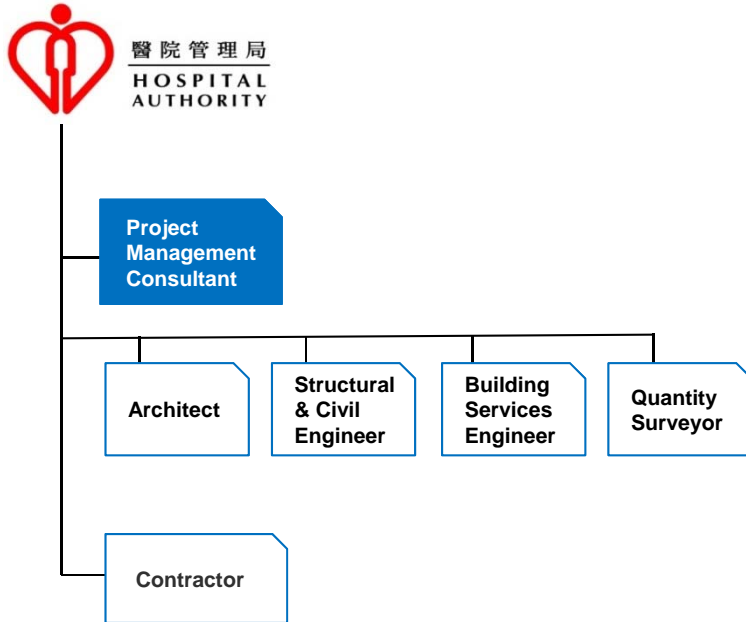 醫院管理局
HOSPITAL
AUTHORITY
Project
Management
Consultant
Architect
Structural
& Civil
Engineer
Building
Services
Engineer
Quantity
Surveyor
Contractor